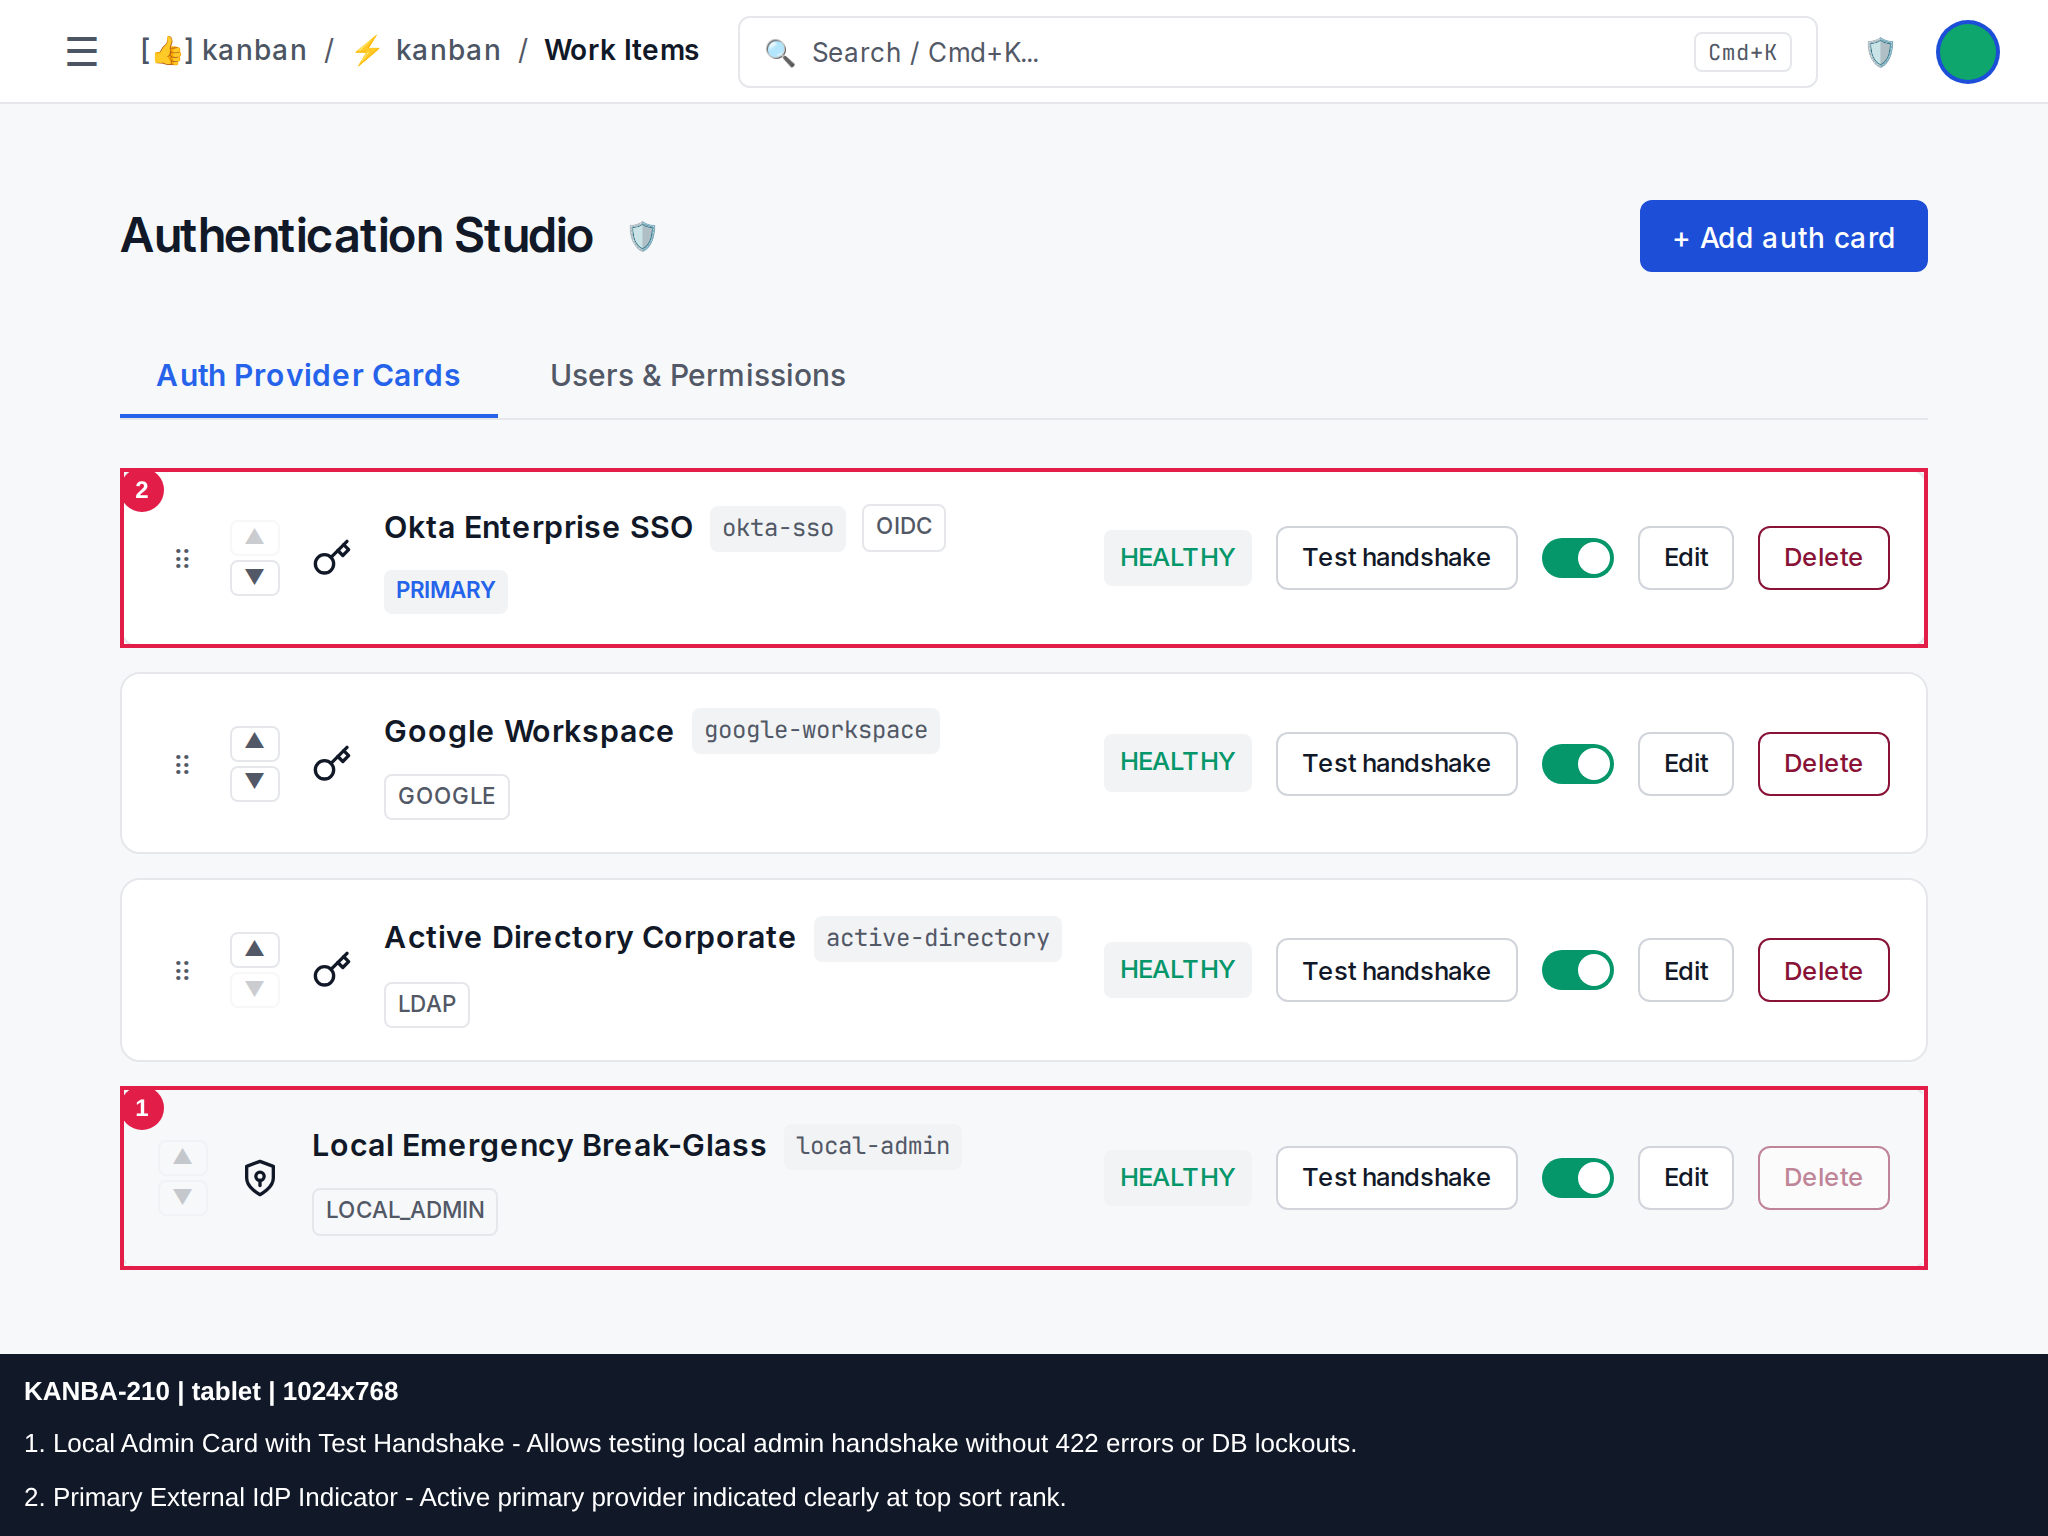 [👍] kanban / ⚡ kanban / Work Items
🔍 Search / Cmd+K...
Cmd+K
Authentication Studio
+ Add auth card
Auth Provider Cards
Users & Permissions
2
Okta Enterprise SSO okta-sso OIDC
PRIMARY
HEALTHY Test handshake Edit Delete
Google Workspace google-workspace
GOOGLE
HEALTHY Test handshake Edit Delete
Active Directory Corporate active-directory
LDAP
HEALTHY Test handshake Edit Delete
1
Local Emergency Break-Glass local-admin
LOCAL_ADMIN
HEALTHY Test handshake Edit Delete
KANBA-210 | tablet | 1024x768
1. Local Admin Card with Test Handshake - Allows testing local admin handshake without 422 errors or DB lockouts.
2. Primary External IdP Indicator - Active primary provider indicated clearly at top sort rank.